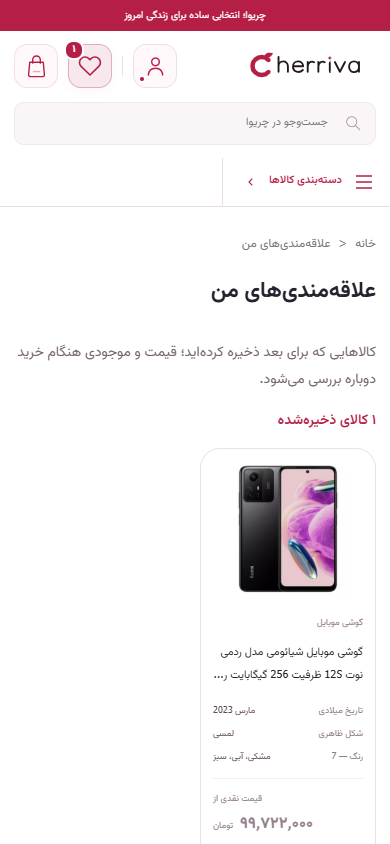 چریوا؛ انتخابی ساده برای زندگی امروز
Cherriva
۱
جست‌وجو در چریوا
دسته‌بندی کالاها
خانه > علاقه‌مندی‌های من
علاقه‌مندی‌های من
کالاهایی که برای بعد ذخیره کرده‌اید؛ قیمت و موجودی هنگام خرید
دوباره بررسی می‌شود.
۱ کالای ذخیره‌شده
گوشی موبایل
گوشی موبایل شیائومی مدل ردمی
نوت 12S ظرفیت 256 گیگابایت ر...
تاریخ میلادی مارس 2023
شکل ظاهری لمسی
رنگ — 7 مشکی، آبی، سبز
قیمت نقدی از
۹۹,۷۲۲,۰۰۰ تومان